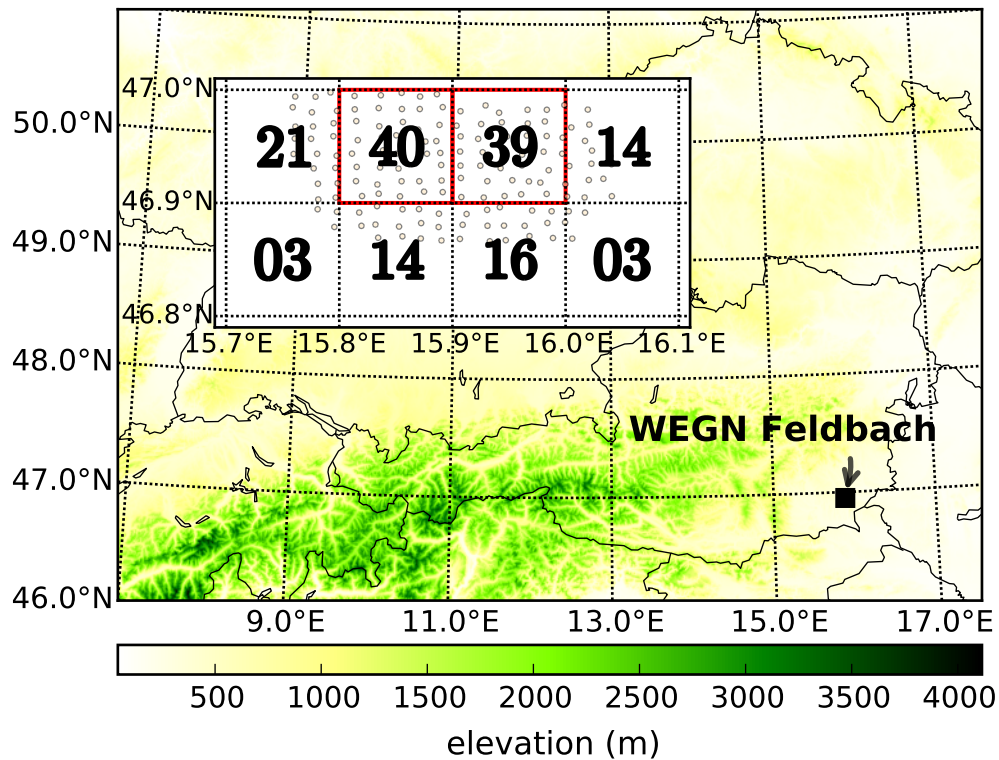 47.0°N
50.0°N
21 40 39 14
46.9°N
49.0°N
03 14 16 03
46.8°N
15.7°E 15.8°E 15.9°E 16.0°E 16.1°E
48.0°N
WEGN Feldbach
47.0°N
46.0°N
9.0°E 11.0°E 13.0°E 15.0°E 17.0°E
500 1000 1500 2000 2500 3000 3500 4000
elevation (m)